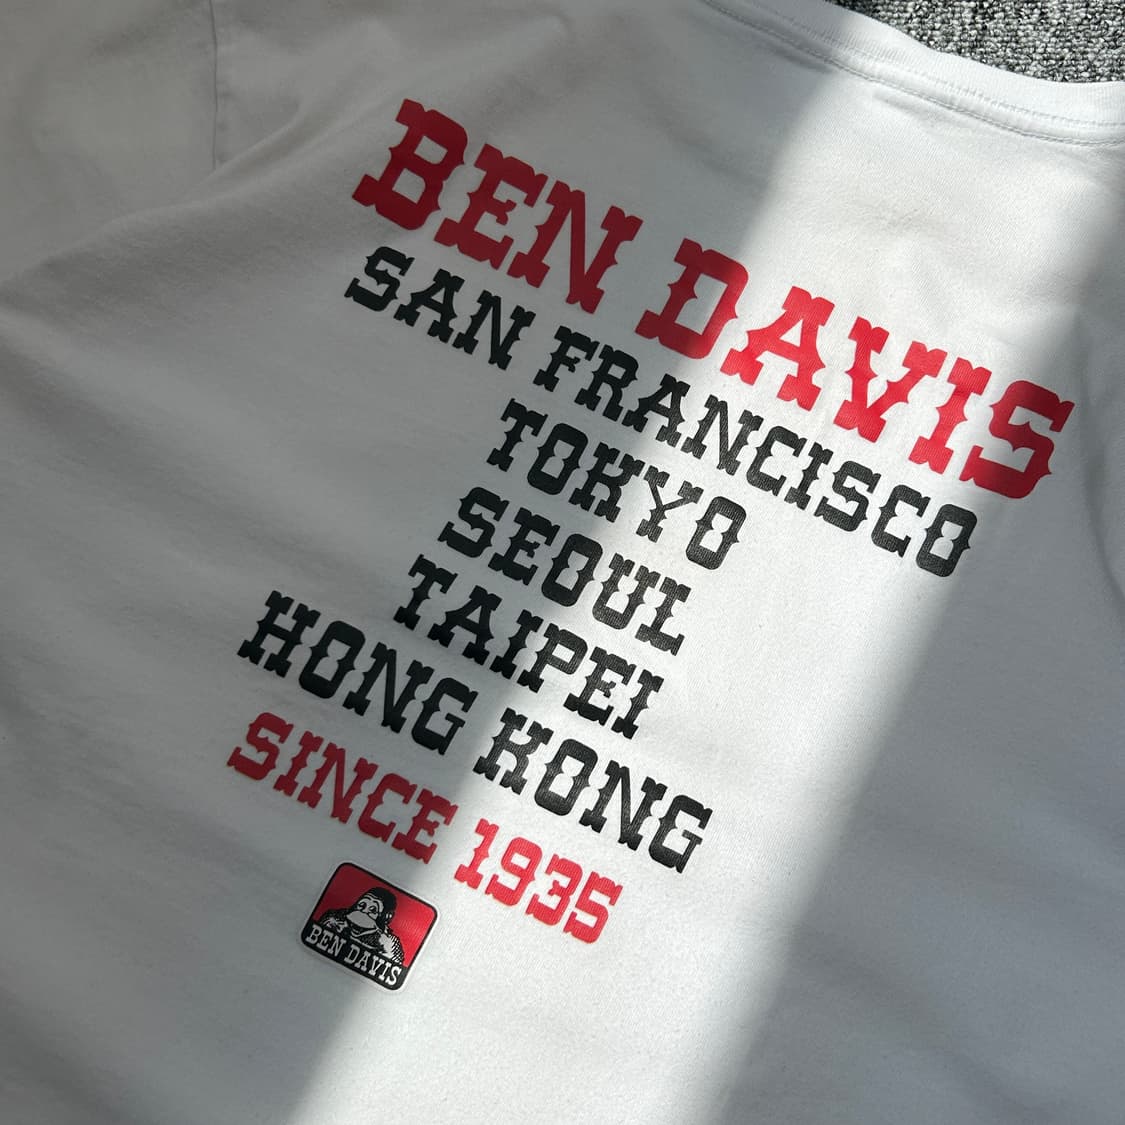 BEN DAVIS
SAN FRANCISCO
TOKYO
SEOUL
TAIPEI
HONG KONG
SINCE 1935
BEN DAVIS